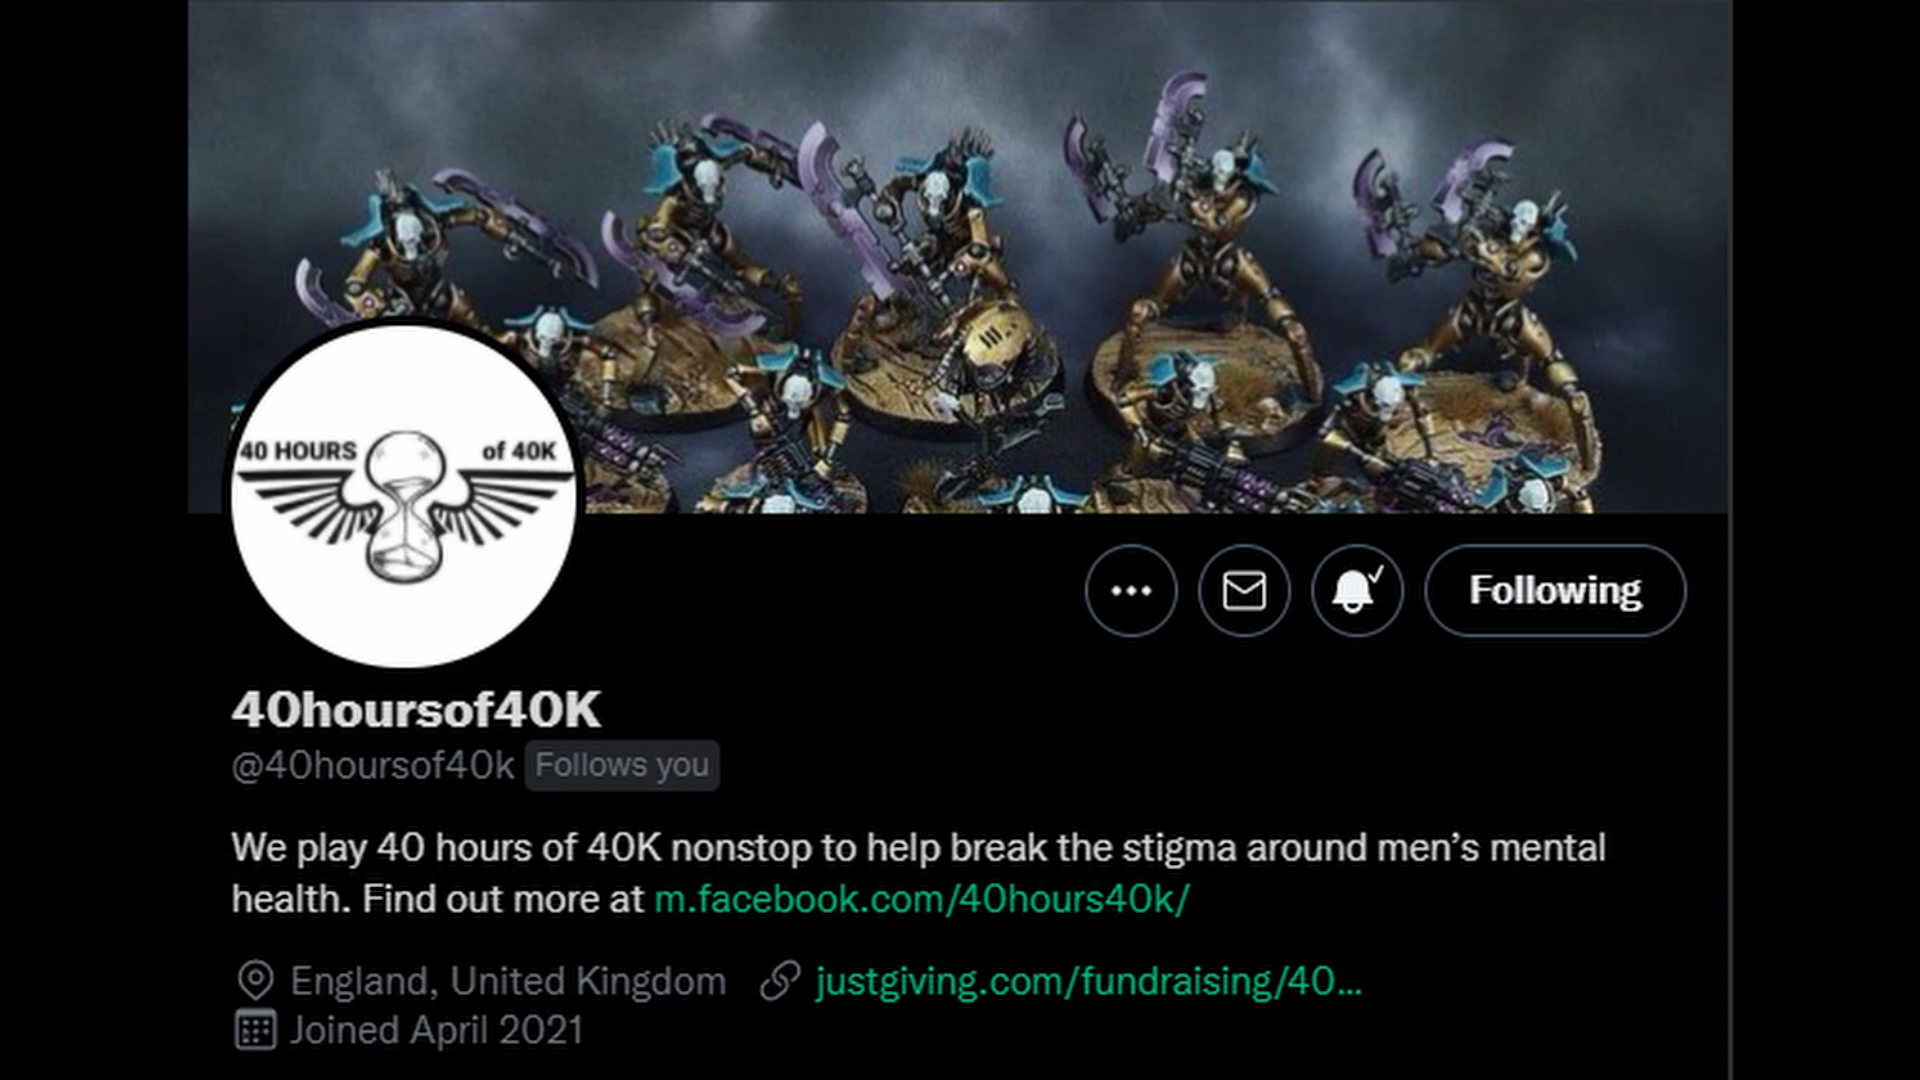 40 HOURS of 40K
Following
40hoursof40K
@40hoursof40k Follows you
We play 40 hours of 40K nonstop to help break the stigma around men’s mental
health. Find out more at m.facebook.com/40hours40k/
England, United Kingdom justgiving.com/fundraising/40...
Joined April 2021